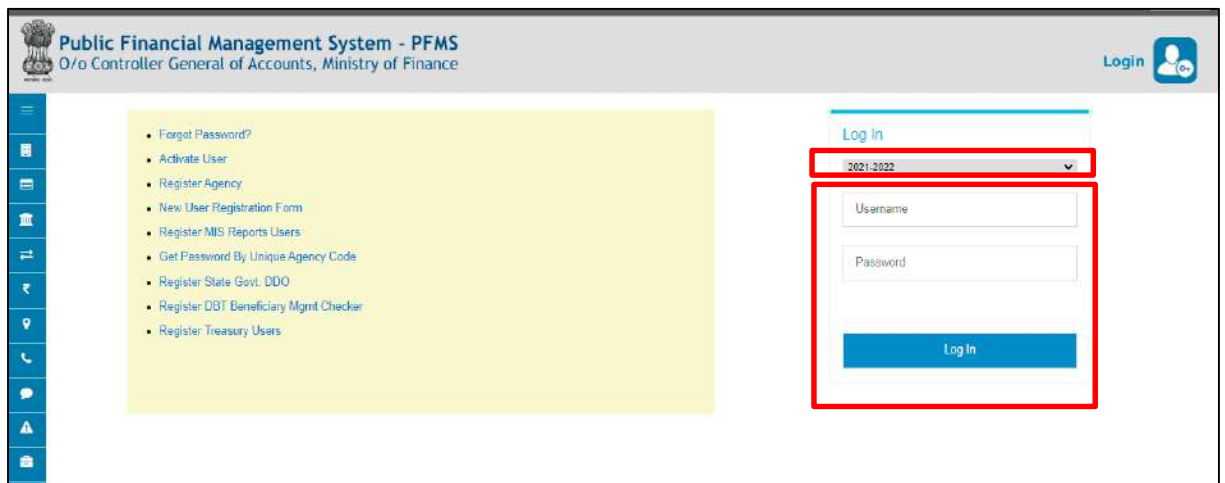 Public Financial Management System - PFMS
O/o Controller General of Accounts, Ministry of Finance
Login
Forgot Password?
Activate User
Register Agency
New User Registration Form
Register MIS Reports Users
Get Password By Unique Agency Code
Register State Govt. DDO
Register DBT Beneficiary Mgmt Checker
Register Treasury Users
Log In
2021-2022
Username
Password
Log In